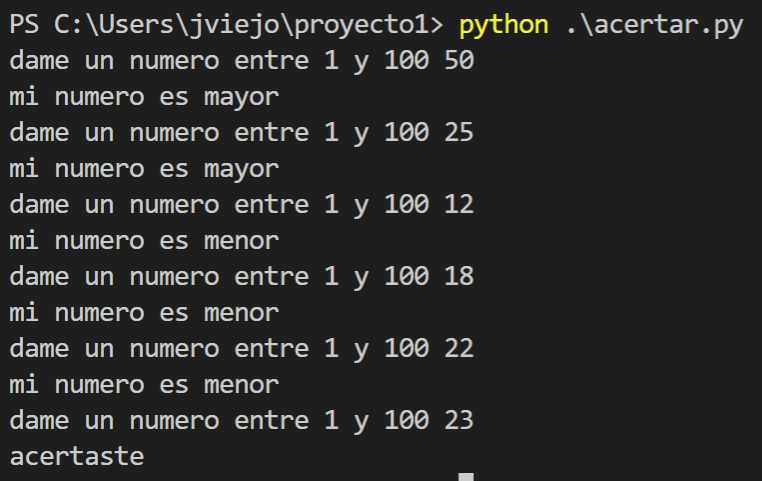 PS C:\Users\jviejo\proyecto1> python .\acertar.py
dame un numero entre 1 y 100 50
mi numero es mayor
dame un numero entre 1 y 100 25
mi numero es mayor
dame un numero entre 1 y 100 12
mi numero es menor
dame un numero entre 1 y 100 18
mi numero es menor
dame un numero entre 1 y 100 22
mi numero es menor
dame un numero entre 1 y 100 23
acertaste